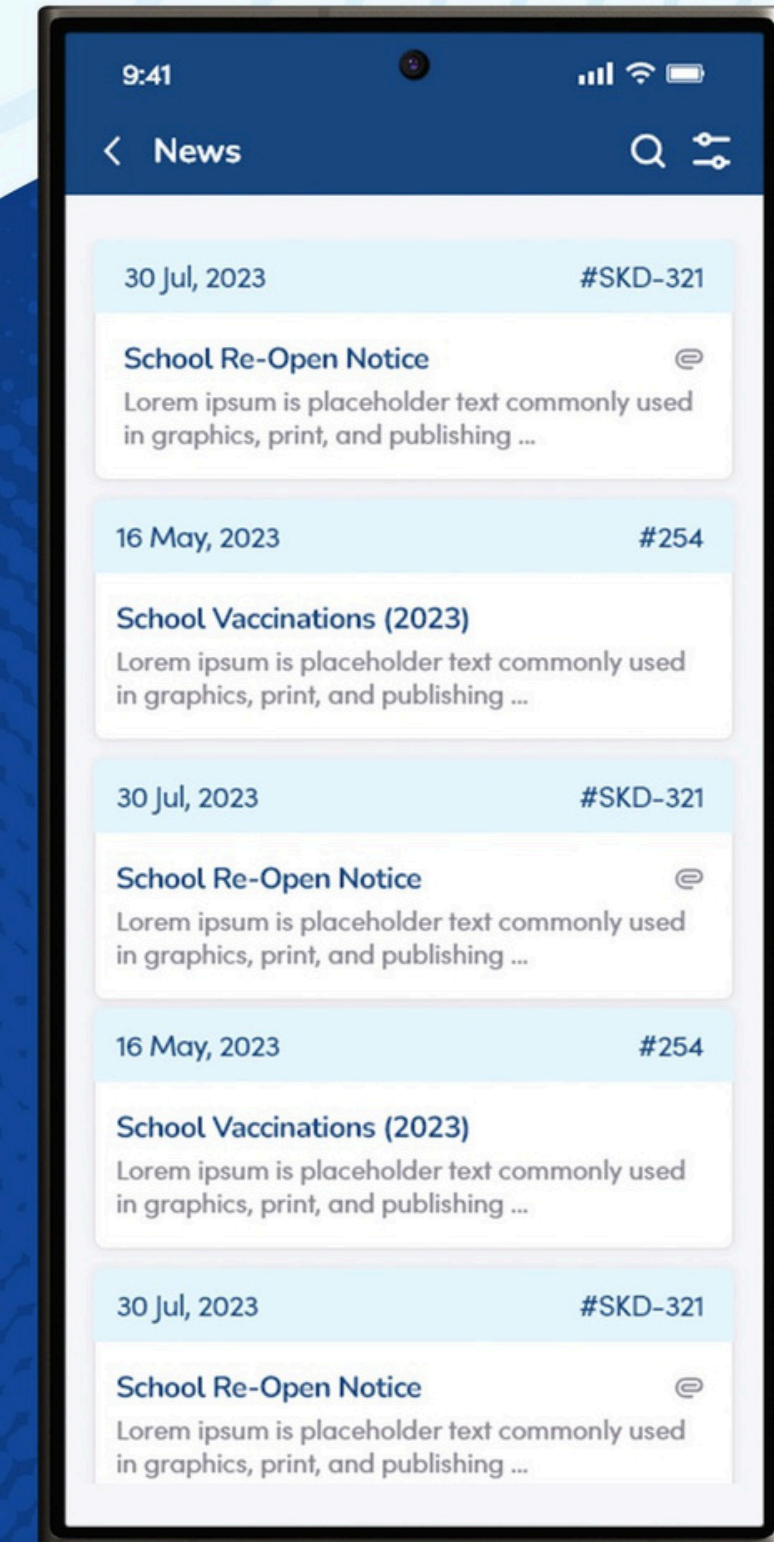 9:41
News
30 Jul, 2023 #SKD-321
School Re-Open Notice
Lorem ipsum is placeholder text commonly used
in graphics, print, and publishing ...
16 May, 2023 #254
School Vaccinations (2023)
Lorem ipsum is placeholder text commonly used
in graphics, print, and publishing ...
30 Jul, 2023 #SKD-321
School Re-Open Notice
Lorem ipsum is placeholder text commonly used
in graphics, print, and publishing ...
16 May, 2023 #254
School Vaccinations (2023)
Lorem ipsum is placeholder text commonly used
in graphics, print, and publishing ...
30 Jul, 2023 #SKD-321
School Re-Open Notice
Lorem ipsum is placeholder text commonly used
in graphics, print, and publishing ...